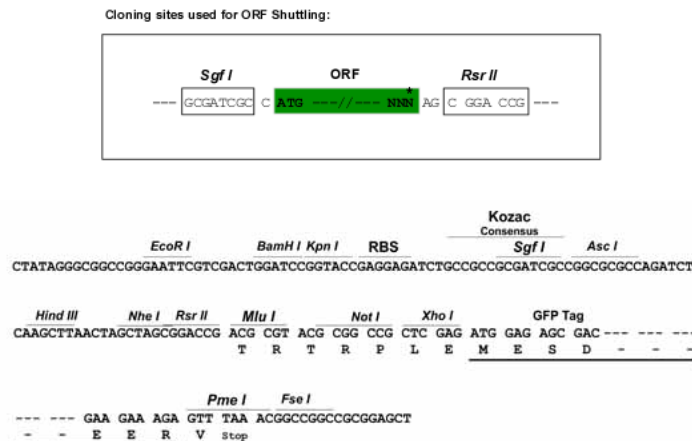 Cloning sites used for ORF Shuttling:
Sgf I ORF Rsr II
--- GCGATCGC C ATG ---//--- NNN* AG C GGA CCG ---
Kozac
Consensus
EcoR I BamH I Kpn I RBS Sgf I Asc I
CTATAGGGCGGCCGGGAATTCGTCGACTGGATCCGGTACCGAGGAGATCTGCCGCCGCGATCGCCGGCGCGCCAGATCT
Hind III Nhe I Rsr II Mlu I Not I Xho I GFP Tag
CAAGCTTAACTAGCTAGCGGACCG ACG CGT ACG CGG CCG CTC GAG ATG GAG AGC GAC--- --- ---
T R T R P L E M E S D - - -
Pme I Fse I
--- --- GAA GAA AGA GTT TAA ACGGCCGGCCGCGGAGCT
- - E E R V Stop